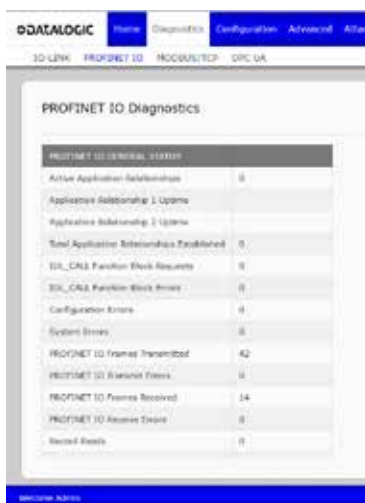 DATALOGIC Home Diagnostics Configuration Advanced
IO-LINK PROFINET IO MODBUS/TCP OPC UA
PROFINET IO Diagnostics
PROFINET IO GENERAL STATUS
Active Application Relationships 0
Application Relationship 1 Uptime
Application Relationship 2 Uptime
Total Application Relationships Established 0
IOL_CALL Function Block Requests 0
IOL_CALL Function Block Errors 0
Configuration Errors 0
System Errors 0
PROFINET IO Frames Transmitted 42
PROFINET IO Transmit Errors 0
PROFINET IO Frames Received 14
PROFINET IO Receive Errors 0
Record Reads 0
Welcome Admin